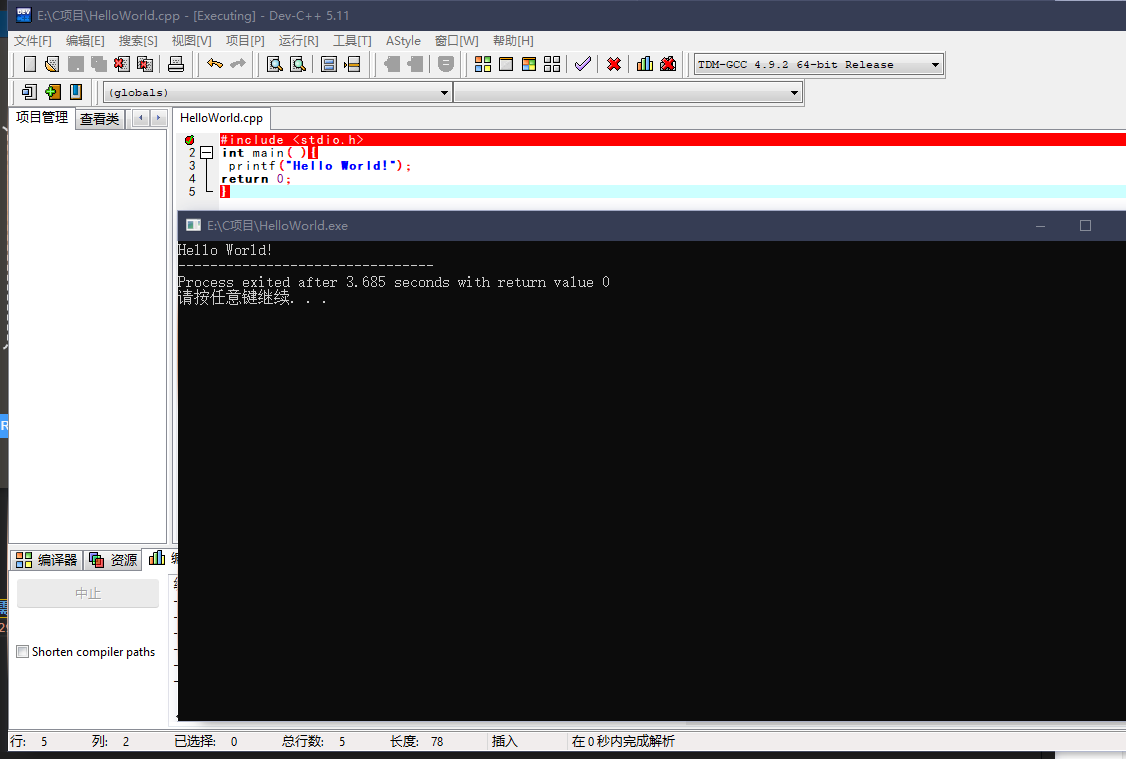 E:\C项目\HelloWorld.cpp - [Executing] - Dev-C++ 5.11
文件[F] 编辑[E] 搜索[S] 视图[V] 项目[P] 运行[R] 工具[T] AStyle 窗口[W] 帮助[H]
TDM-GCC 4.9.2 64-bit Release
(globals)
项目管理 查看类 HelloWorld.cpp
#include <stdio.h>
2 int main( ){
3 printf("Hello World!");
4 return 0;
5 }
E:\C项目\HelloWorld.exe
Hello World!
--------------------------------
Process exited after 3.685 seconds with return value 0
请按任意键继续. . .
编译器 资源
中止
Shorten compiler paths
行: 5 列: 2 已选择: 0 总行数: 5 长度: 78 插入 在 0 秒内完成解析